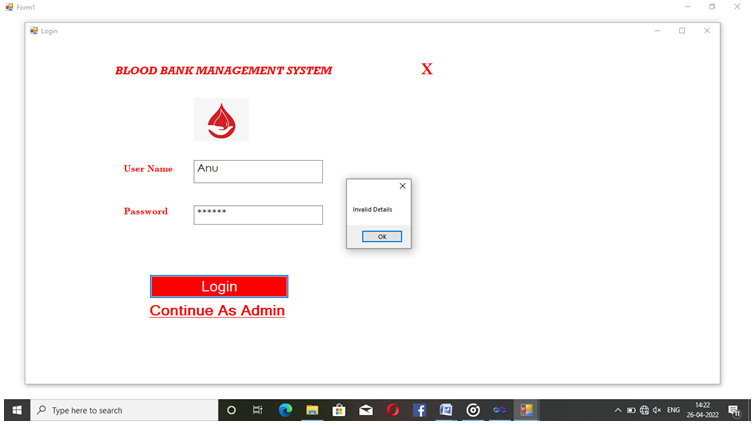 Form1
Login
BLOOD BANK MANAGEMENT SYSTEM
X
User Name
Anu
Password
******
Invalid Details
OK
Login
Continue As Admin
Type here to search
ENG
14:22
26-04-2022
11